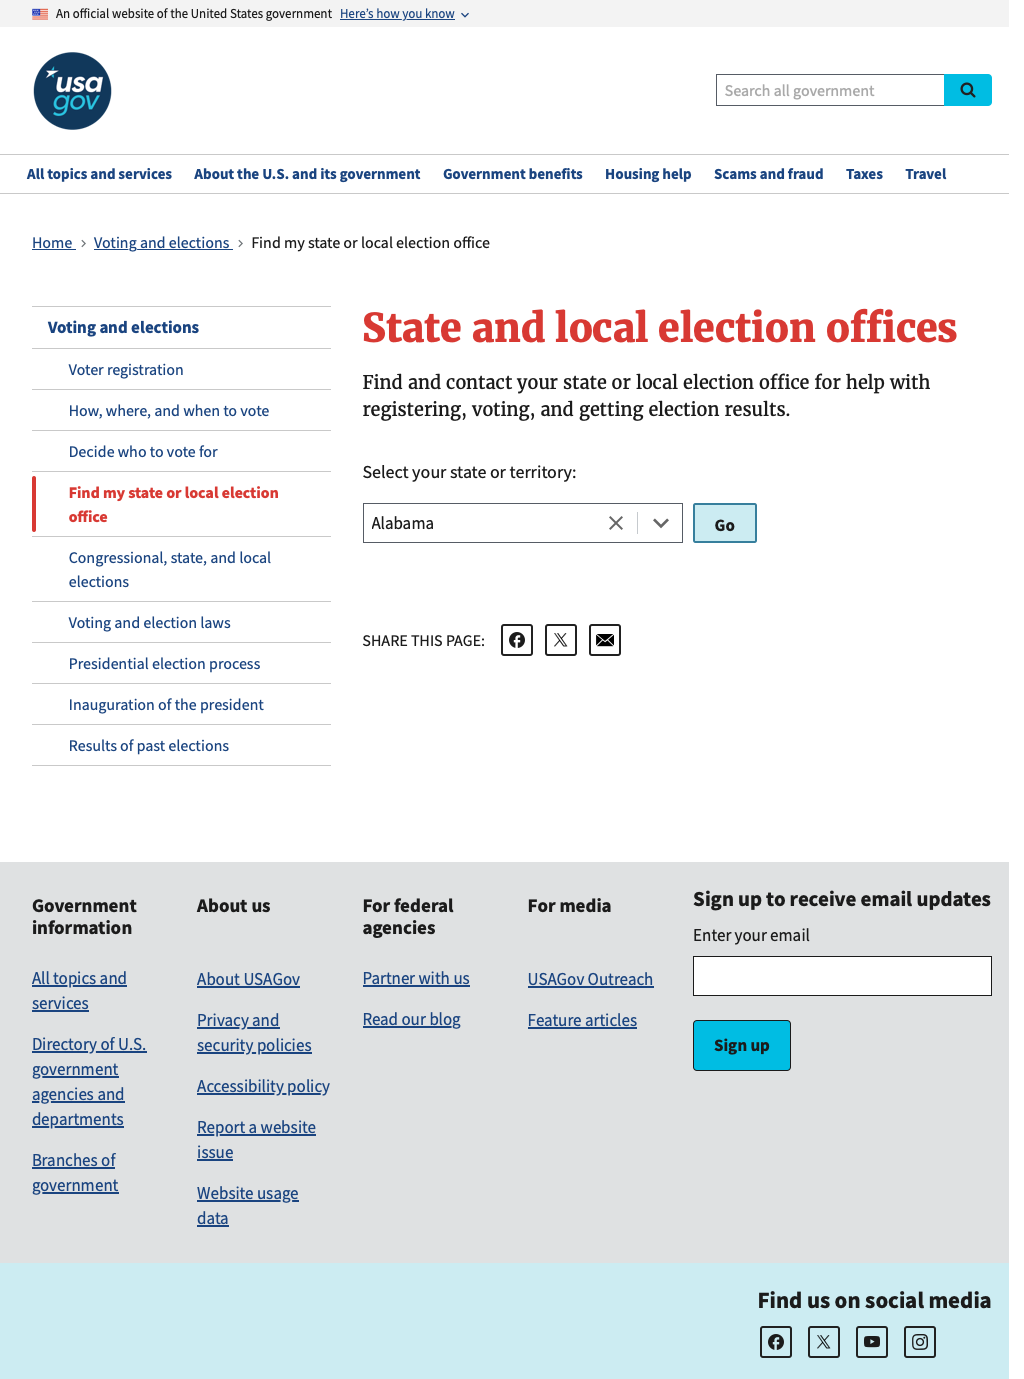 An official website of the United States government Here's how you know
usa
gov
Search all government
All topics and services About the U.S. and its government Government benefits Housing help Scams and fraud Taxes Travel
Home Voting and elections Find my state or local election office
Voting and elections
Voter registration
How, where, and when to vote
Decide who to vote for
Find my state or local election
office
Congressional, state, and local
elections
Voting and election laws
Presidential election process
Inauguration of the president
Results of past elections
State and local election offices
Find and contact your state or local election office for help with
registering, voting, and getting election results.
Select your state or territory:
Alabama
Go
SHARE THIS PAGE:
Government
information
All topics and
services
Directory of U.S.
government
agencies and
departments
Branches of
government
About us
About USAGov
Privacy and
security policies
Accessibility policy
Report a website
issue
Website usage
data
For federal
agencies
Partner with us
Read our blog
For media
USAGov Outreach
Feature articles
Sign up to receive email updates
Enter your email
Sign up
Find us on social media